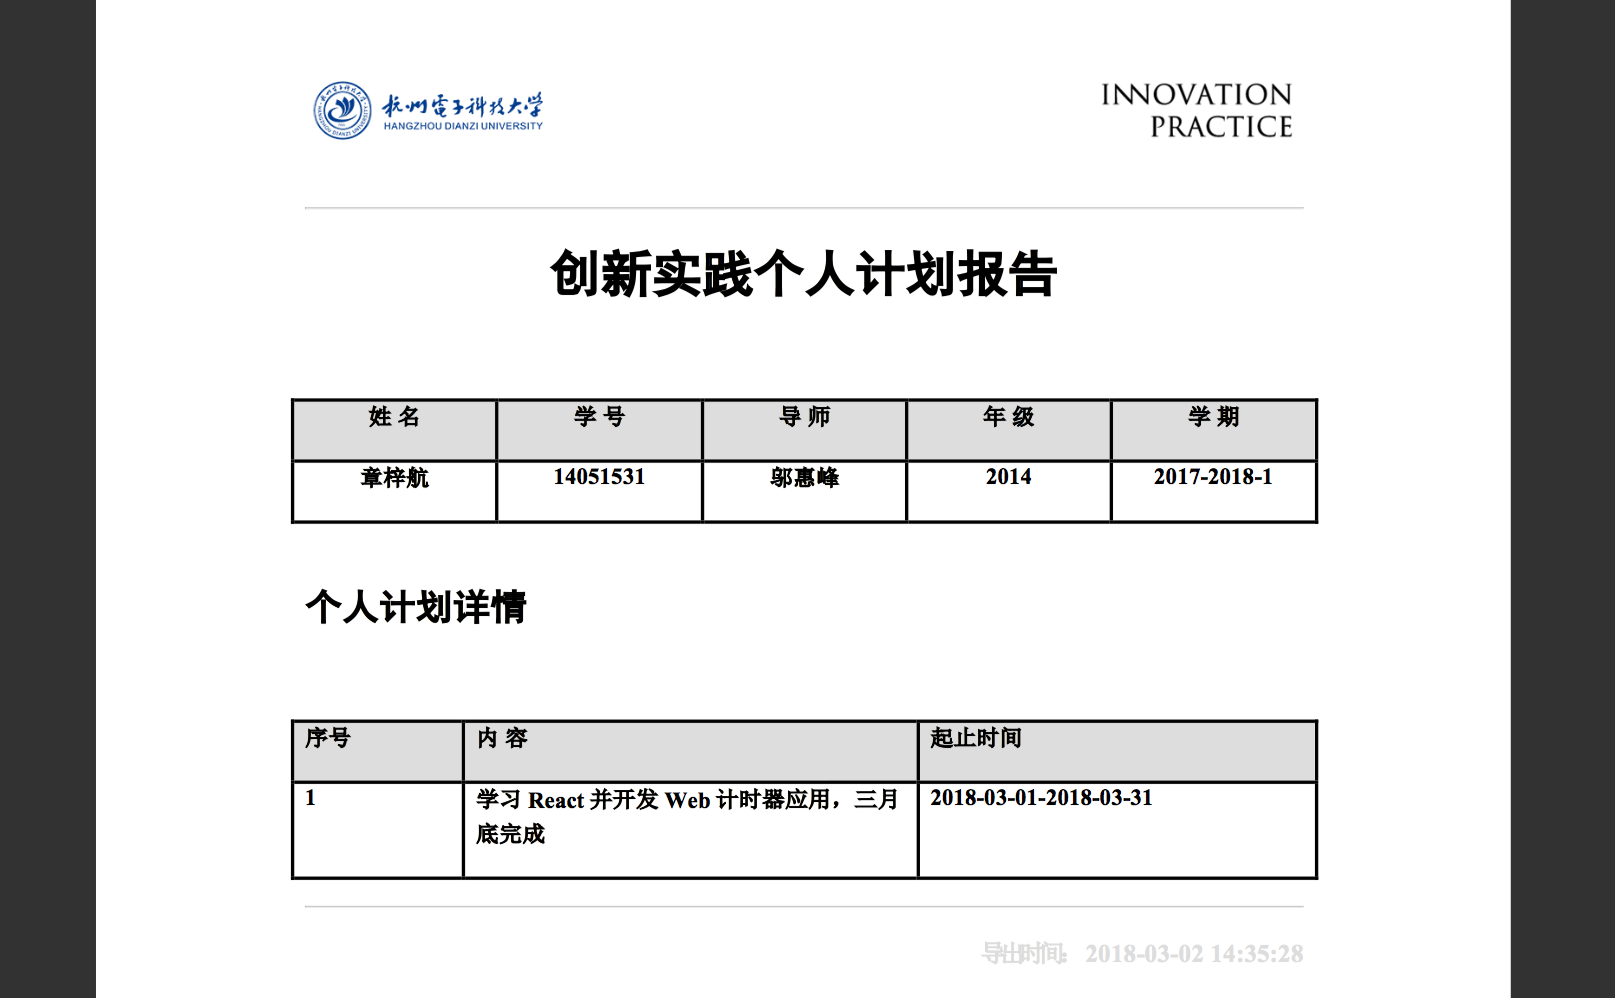 杭州电子科技大学
HANGZHOU DIANZI UNIVERSITY
INNOVATION
PRACTICE
创新实践个人计划报告
姓 名 学 号 导 师 年 级 学 期
章梓航 14051531 邬惠峰 2014 2017-2018-1
个人计划详情
序号 内 容 起止时间
1 学习 React 并开发 Web 计时器应用，三月 2018-03-01-2018-03-31
底完成
导出时间: 2018-03-02 14:35:28